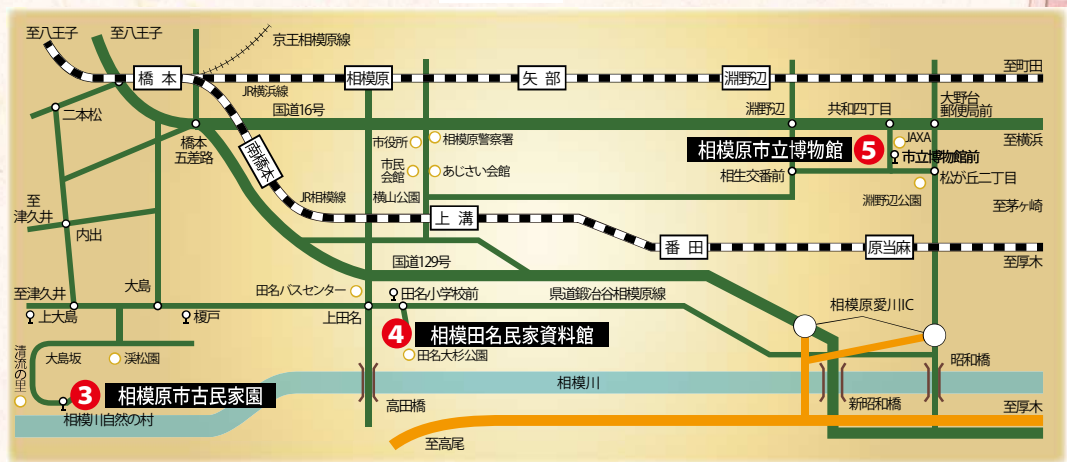 至八王子
至八王子
京王相模原線
橋本
相模原
矢部
淵野辺
至町田
JR横浜線
二本松
国道16号
淵野辺
共和四丁目
大野台
郵便局前
橋本
五差路
南橋本
市役所
相模原警察署
JAXA
至横浜
相模原市立博物館
5
市立博物館前
市民
会館
あじさい会館
相生交番前
松が丘二丁目
JR相模線
横山公園
淵野辺公園
至
津久井
至茅ヶ崎
内出
上溝
番田
原当麻
国道129号
至厚木
至津久井
大島
田名バスセンター
田名小学校前
県道鍛冶谷相模原線
相模原愛川IC
上大島
榎戸
上田名
4
相模田名民家資料館
清流の里
大島坂
渓松園
田名大杉公園
昭和橋
3
相模原市古民家園
相模川
相模川自然の村
高田橋
新昭和橋
至厚木
至高尾